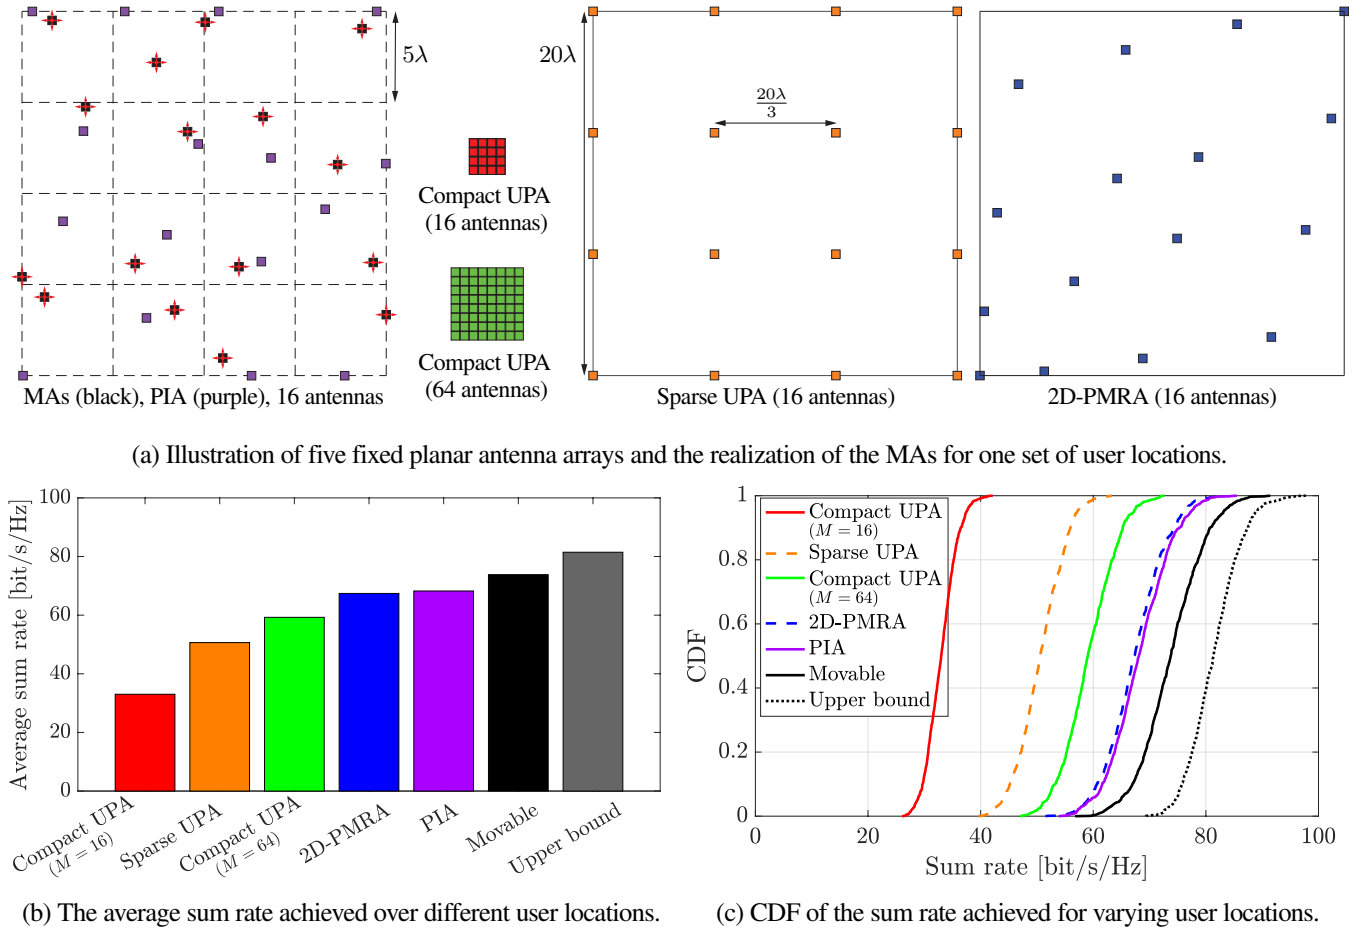 5λ
20λ
20λ
3
Compact UPA
(16 antennas)
Compact UPA
(64 antennas)
MAs (black), PIA (purple), 16 antennas
Sparse UPA (16 antennas)
2D-PMRA (16 antennas)
(a) Illustration of five fixed planar antenna arrays and the realization of the MAs for one set of user locations.
Average sum rate [bit/s/Hz]
100
80
60
40
20
0
Compact UPA
(M = 16)
Sparse UPA
Compact UPA
(M = 64)
2D-PMRA
PIA
Movable
Upper bound
(b) The average sum rate achieved over different user locations.
CDF
1
0.8
0.6
0.4
0.2
0
Compact UPA
(M = 16)
Sparse UPA
Compact UPA
(M = 64)
2D-PMRA
PIA
Movable
Upper bound
0 20 40 60 80 100
Sum rate [bit/s/Hz]
(c) CDF of the sum rate achieved for varying user locations.